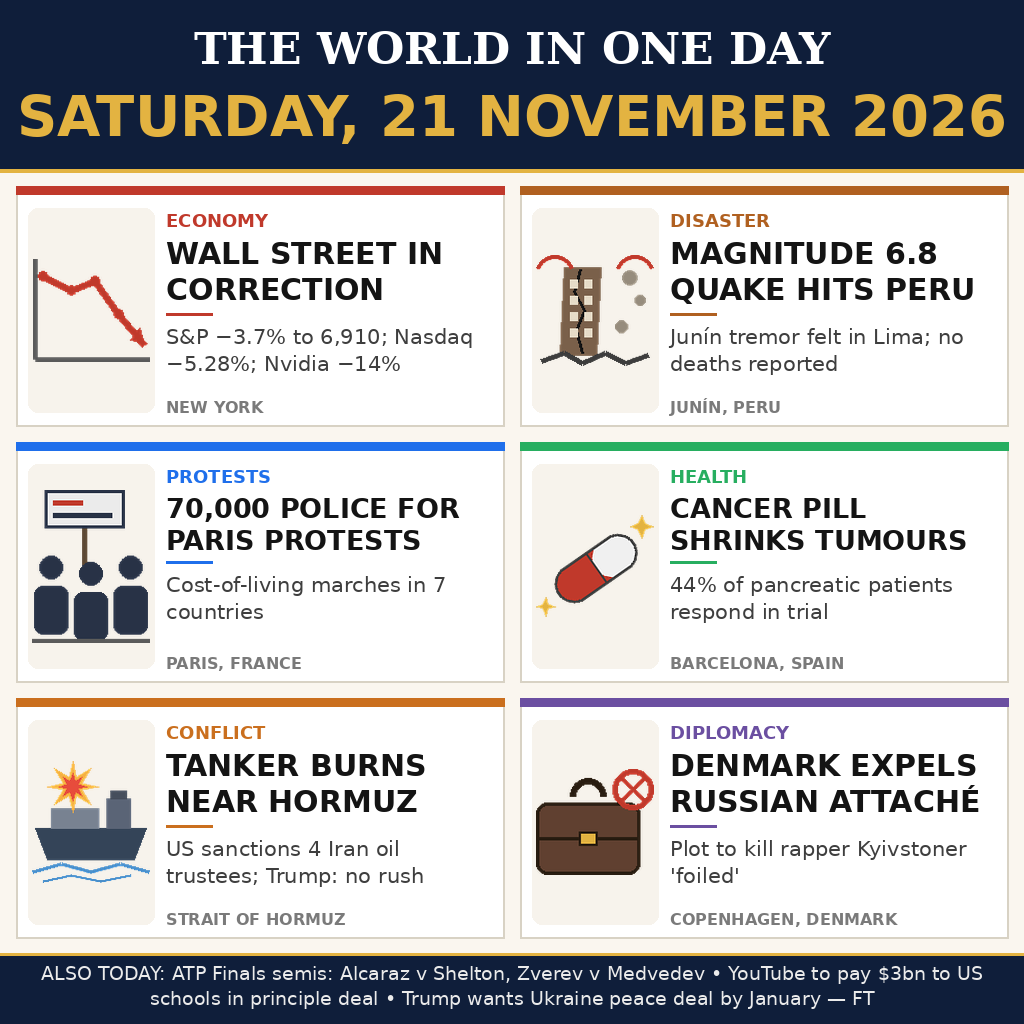 THE WORLD IN ONE DAY
SATURDAY, 21 NOVEMBER 2026
ECONOMY
WALL STREET IN
CORRECTION
S&P −3.7% to 6,910; Nasdaq
−5.28%; Nvidia −14%
NEW YORK
DISASTER
MAGNITUDE 6.8
QUAKE HITS PERU
Junín tremor felt in Lima; no
deaths reported
JUNÍN, PERU
PROTESTS
70,000 POLICE FOR
PARIS PROTESTS
Cost-of-living marches in 7
countries
PARIS, FRANCE
HEALTH
CANCER PILL
SHRINKS TUMOURS
44% of pancreatic patients
respond in trial
BARCELONA, SPAIN
CONFLICT
TANKER BURNS
NEAR HORMUZ
US sanctions 4 Iran oil
trustees; Trump: no rush
STRAIT OF HORMUZ
DIPLOMACY
DENMARK EXPELS
RUSSIAN ATTACHÉ
Plot to kill rapper Kyivstoner
'foiled'
COPENHAGEN, DENMARK
ALSO TODAY: ATP Finals semis: Alcaraz v Shelton, Zverev v Medvedev • YouTube to pay $3bn to US
schools in principle deal • Trump wants Ukraine peace deal by January — FT